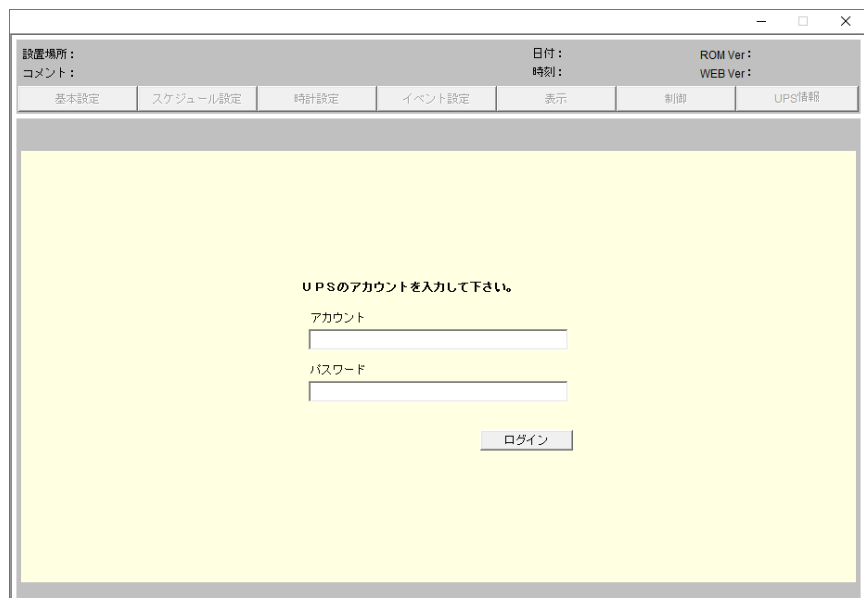 設置場所： 日付： ROM Ver：
コメント： 時刻： WEB Ver：
基本設定 スケジュール設定 時計設定 イベント設定 表示 制御 UPS情報
ＵＰＳのアカウントを入力して下さい。
アカウント
パスワード
ログイン